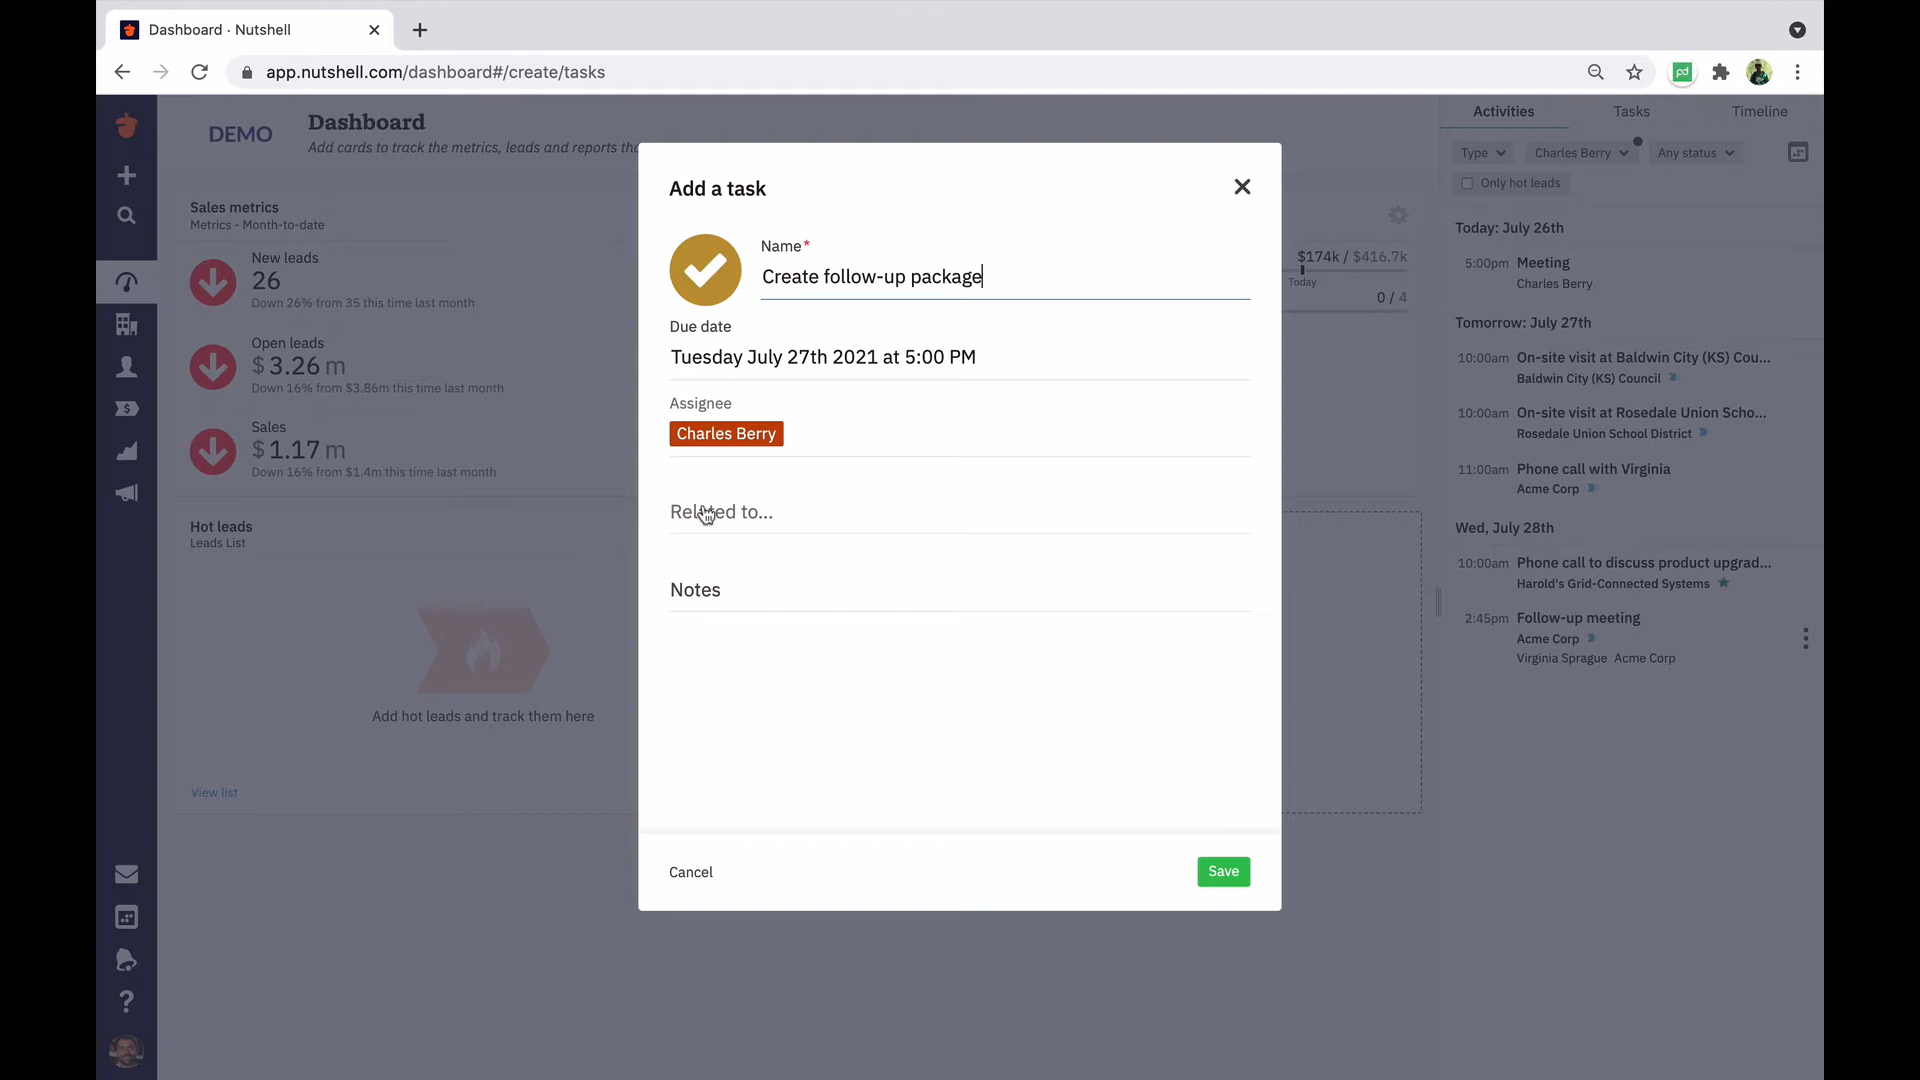 Dashboard · Nutshell
app.nutshell.com/dashboard#/create/tasks
pd
DEMO
Dashboard
Add cards to track the metrics, leads and reports tha
Sales metrics
Metrics - Month-to-date
New leads
26
Down 26% from 35 this time last month
Open leads
$3.26 m
Down 16% from $3.86m this time last month
Sales
$1.17 m
Down 16% from $1.4m this time last month
Hot leads
Leads List
Add hot leads and track them here
View list
Add a task
Name*
Create follow-up package
Due date
Tuesday July 27th 2021 at 5:00 PM
Assignee
Charles Berry
Related to...
Notes
Cancel
Save
$174k / $416.7k
Today
0 / 4
Activities
Tasks
Timeline
Type
Charles Berry
Any status
Only hot leads
Today: July 26th
5:00pm Meeting
Charles Berry
Tomorrow: July 27th
10:00am On-site visit at Baldwin City (KS) Cou...
Baldwin City (KS) Council
10:00am On-site visit at Rosedale Union Scho...
Rosedale Union School District
11:00am Phone call with Virginia
Acme Corp
Wed, July 28th
10:00am Phone call to discuss product upgrad...
Harold's Grid-Connected Systems
2:45pm Follow-up meeting
Acme Corp
Virginia Sprague Acme Corp